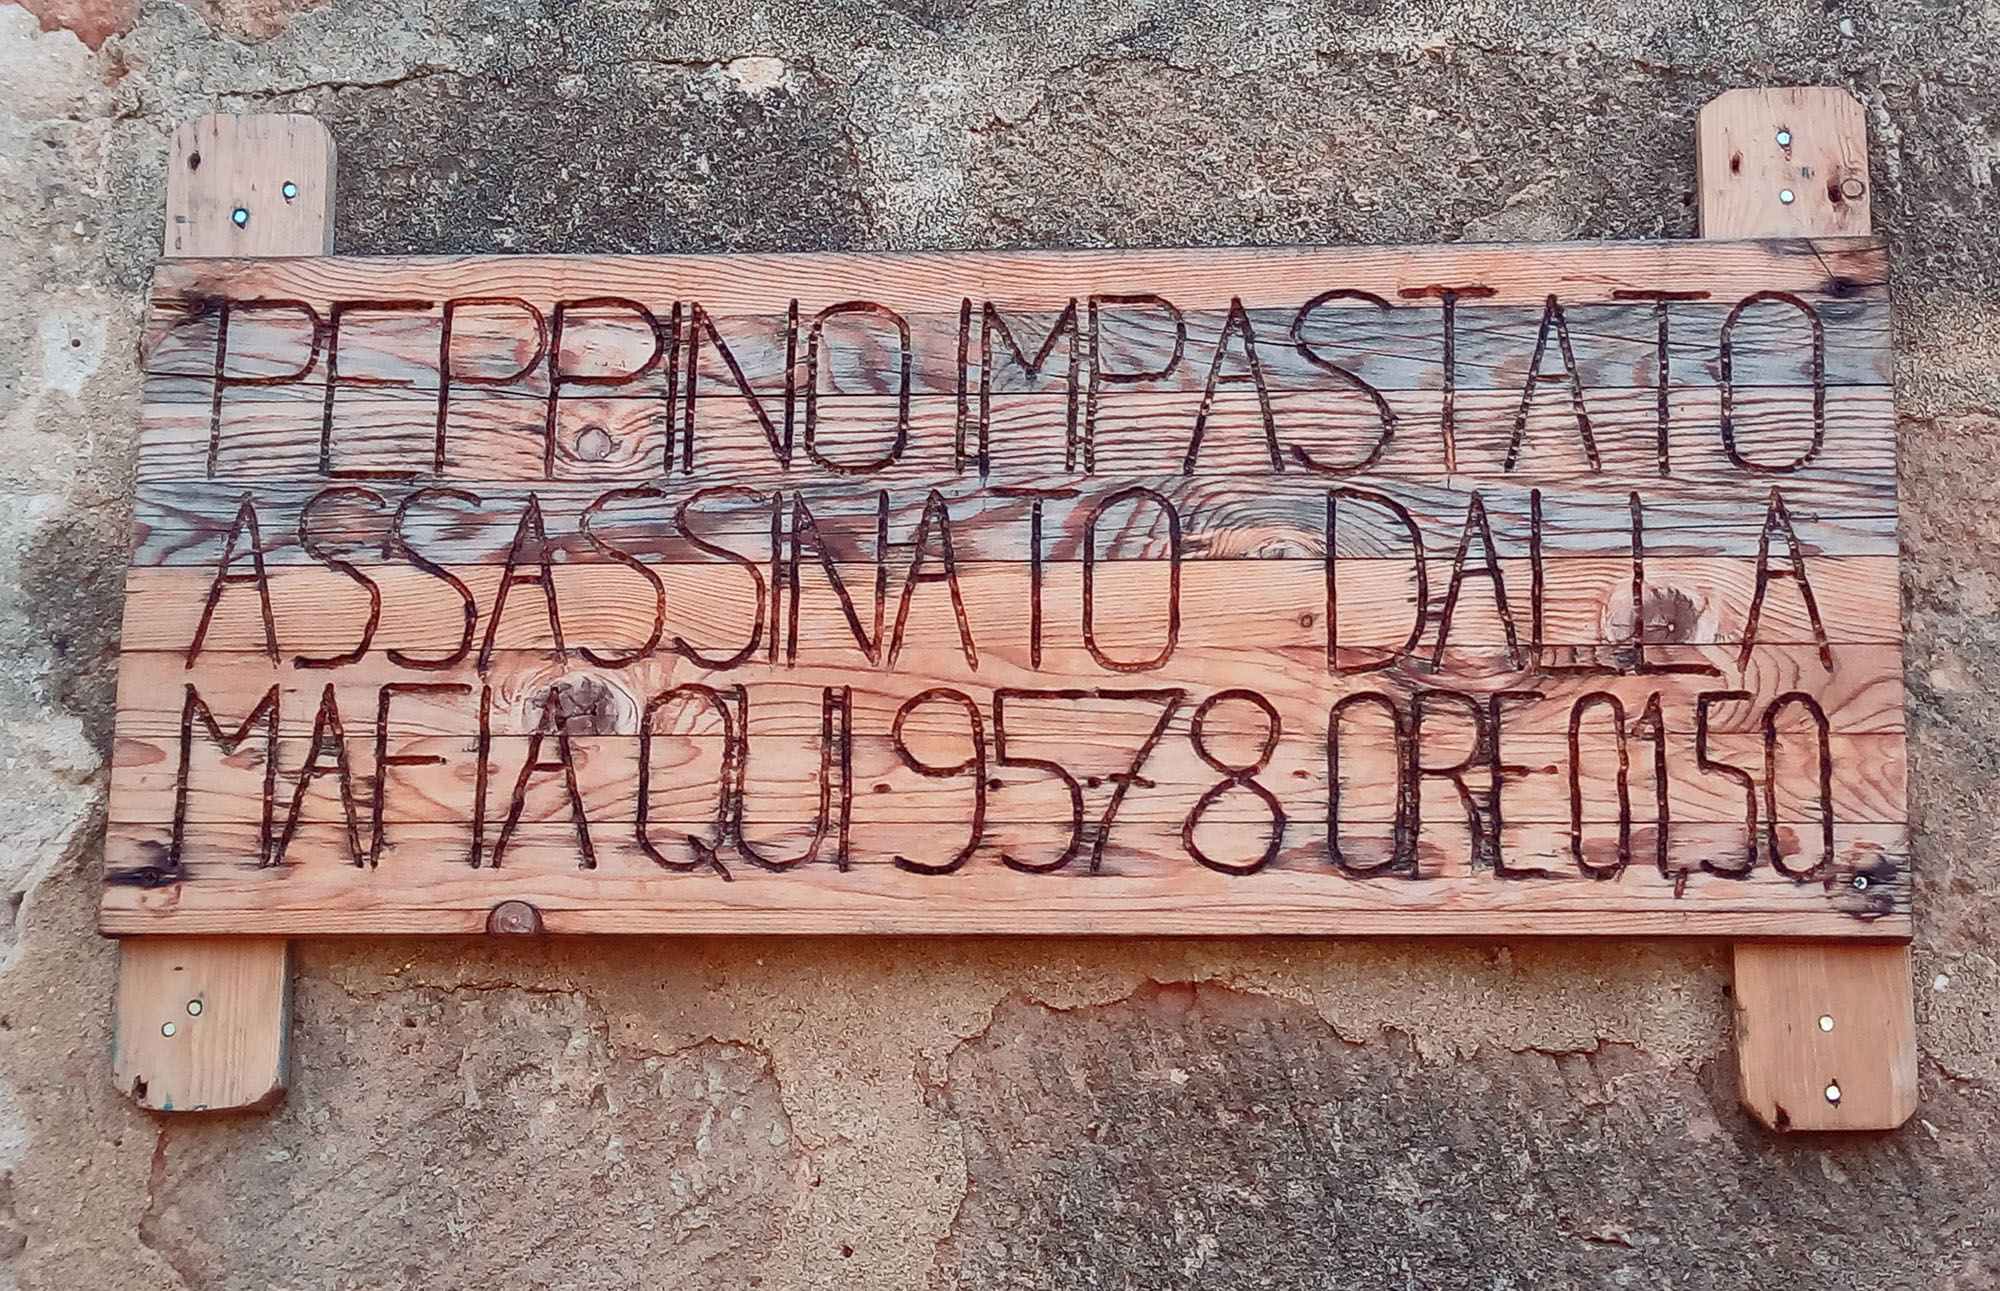 PEPPINO IMPASTATO
ASSASSINATO DALLA
MAFIA QUI 9·5·78 ORE 01,50